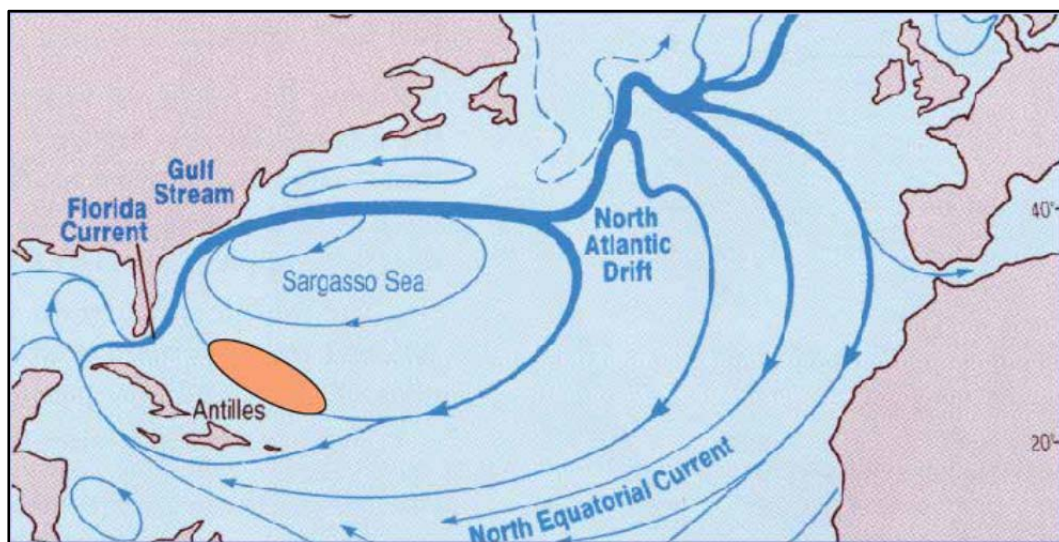 Gulf
Stream
Florida
Current
Sargasso Sea
North
Atlantic
Drift
40°
Antilles
20°
North Equatorial Current